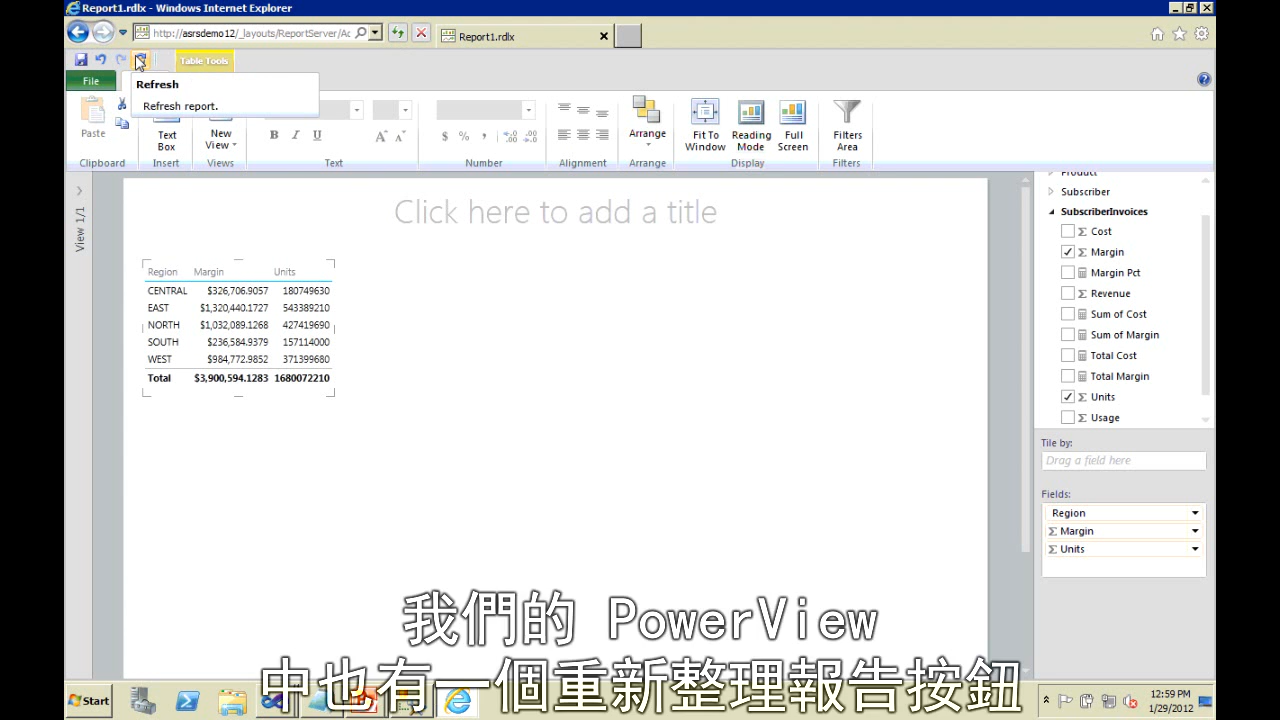 Report1.rdlx - Windows Internet Explorer
http://asrsdemo12/_layouts/ReportServer/Ad
Report1.rdlx
Table Tools
File
Refresh
Refresh report.
Paste
Text Box
New View
B I U
A A
$ % ,
Arrange
Fit To Window
Reading Mode
Full Screen
Filters Area
Clipboard
Insert
Views
Text
Number
Alignment
Arrange
Display
Filters
View 1/1
Click here to add a title
Region Margin Units
CENTRAL $326,706.9057 180749630
EAST $1,320,440.1727 543389210
NORTH $1,032,089.1268 427419690
SOUTH $236,584.9379 157114000
WEST $984,772.9852 371399680
Total $3,900,594.1283 1680072210
Product
Subscriber
SubscriberInvoices
Σ Cost
Σ Margin
Margin Pct
Σ Revenue
Sum of Cost
Sum of Margin
Total Cost
Total Margin
Σ Units
Σ Usage
Tile by:
Drag a field here
Fields:
Region
Σ Margin
Σ Units
我們的 PowerView
中也有一個重新整理報告按鈕
Start
12:59 PM
1/29/2012